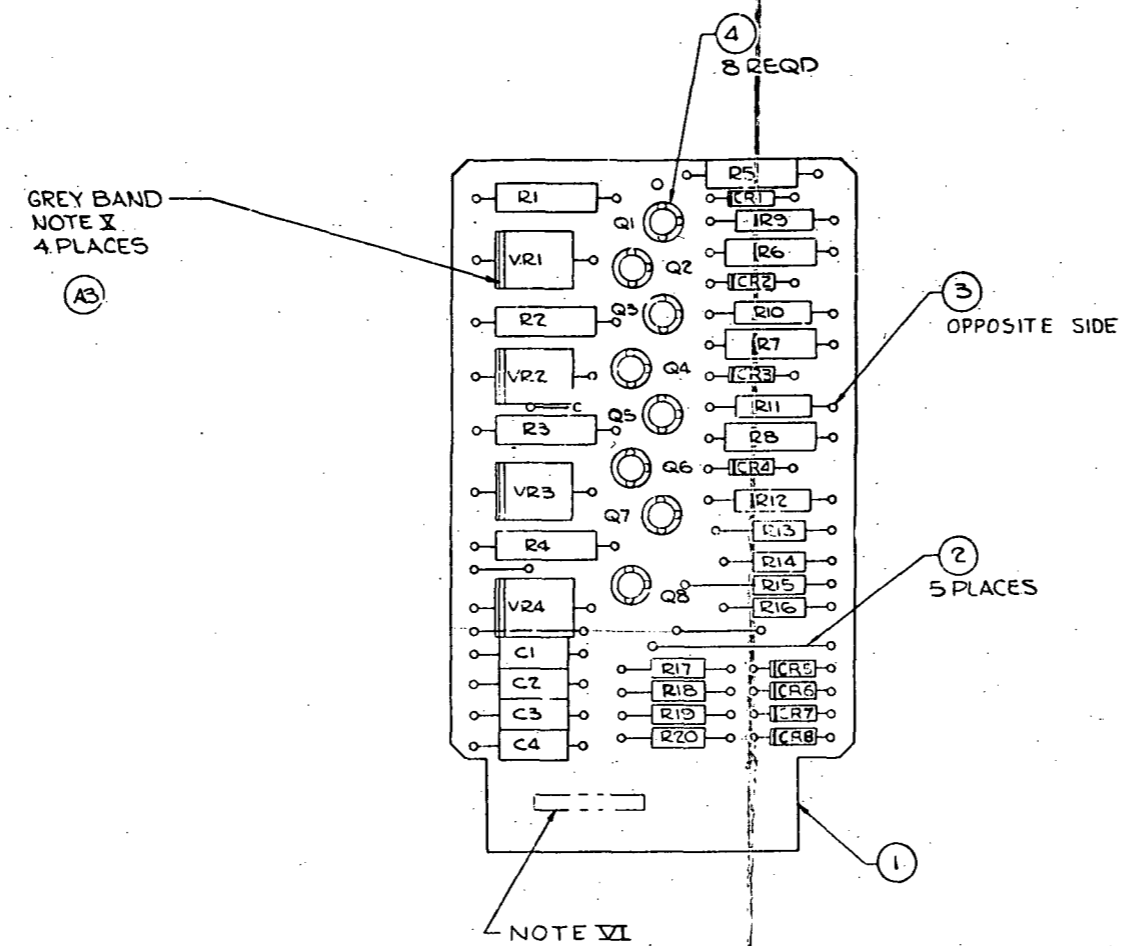 4
8 REQD
GREY BAND
NOTE V
4 PLACES
A3
R1
VR1
R2
VR2
C
R3
VR3
R4
VR4
C1
C2
C3
C4
Q1
Q2
Q3
Q4
Q5
Q6
Q7
Q8
R5
CR1
R9
R6
CR2
R10
R7
CR3
R11
R8
CR4
R12
R13
R14
R15
R16
R17
R18
R19
R20
CR5
CR6
CR7
CR8
3
OPPOSITE SIDE
2
5 PLACES
1
NOTE VI